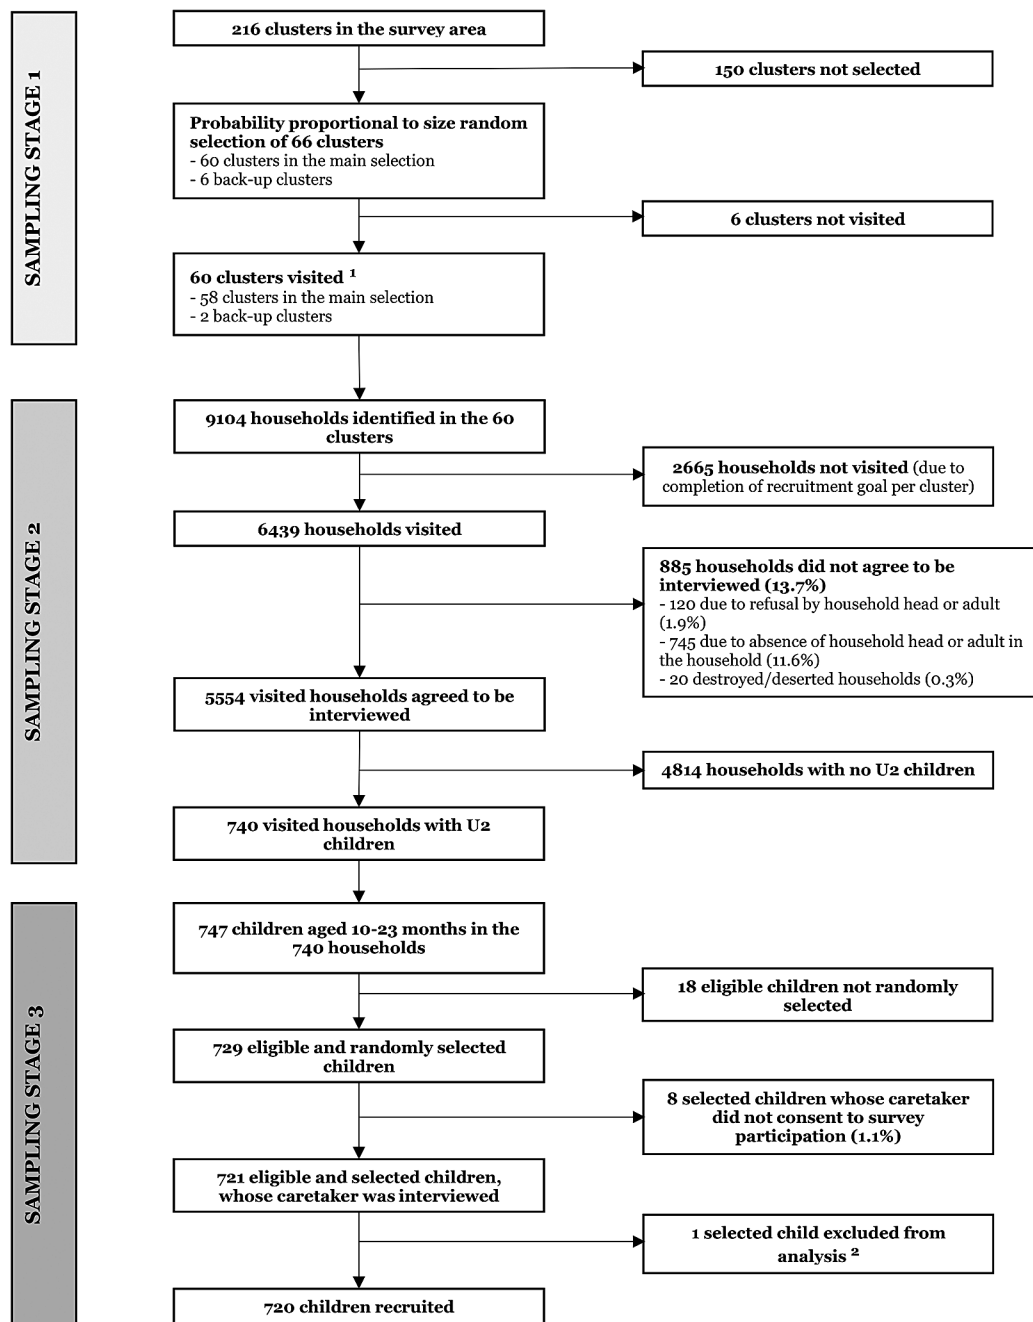 SAMPLING STAGE 1
216 clusters in the survey area
150 clusters not selected
Probability proportional to size random
selection of 66 clusters
- 60 clusters in the main selection
- 6 back-up clusters
6 clusters not visited
60 clusters visited ¹
- 58 clusters in the main selection
- 2 back-up clusters
SAMPLING STAGE 2
9104 households identified in the 60
clusters
2665 households not visited (due to
completion of recruitment goal per cluster)
6439 households visited
885 households did not agree to be
interviewed (13.7%)
- 120 due to refusal by household head or adult
(1.9%)
- 745 due to absence of household head or adult in
the household (11.6%)
- 20 destroyed/deserted households (0.3%)
5554 visited households agreed to be
interviewed
4814 households with no U2 children
740 visited households with U2
children
SAMPLING STAGE 3
747 children aged 10-23 months in the
740 households
18 eligible children not randomly
selected
729 eligible and randomly selected
children
8 selected children whose caretaker
did not consent to survey
participation (1.1%)
721 eligible and selected children,
whose caretaker was interviewed
1 selected child excluded from
analysis ²
720 children recruited